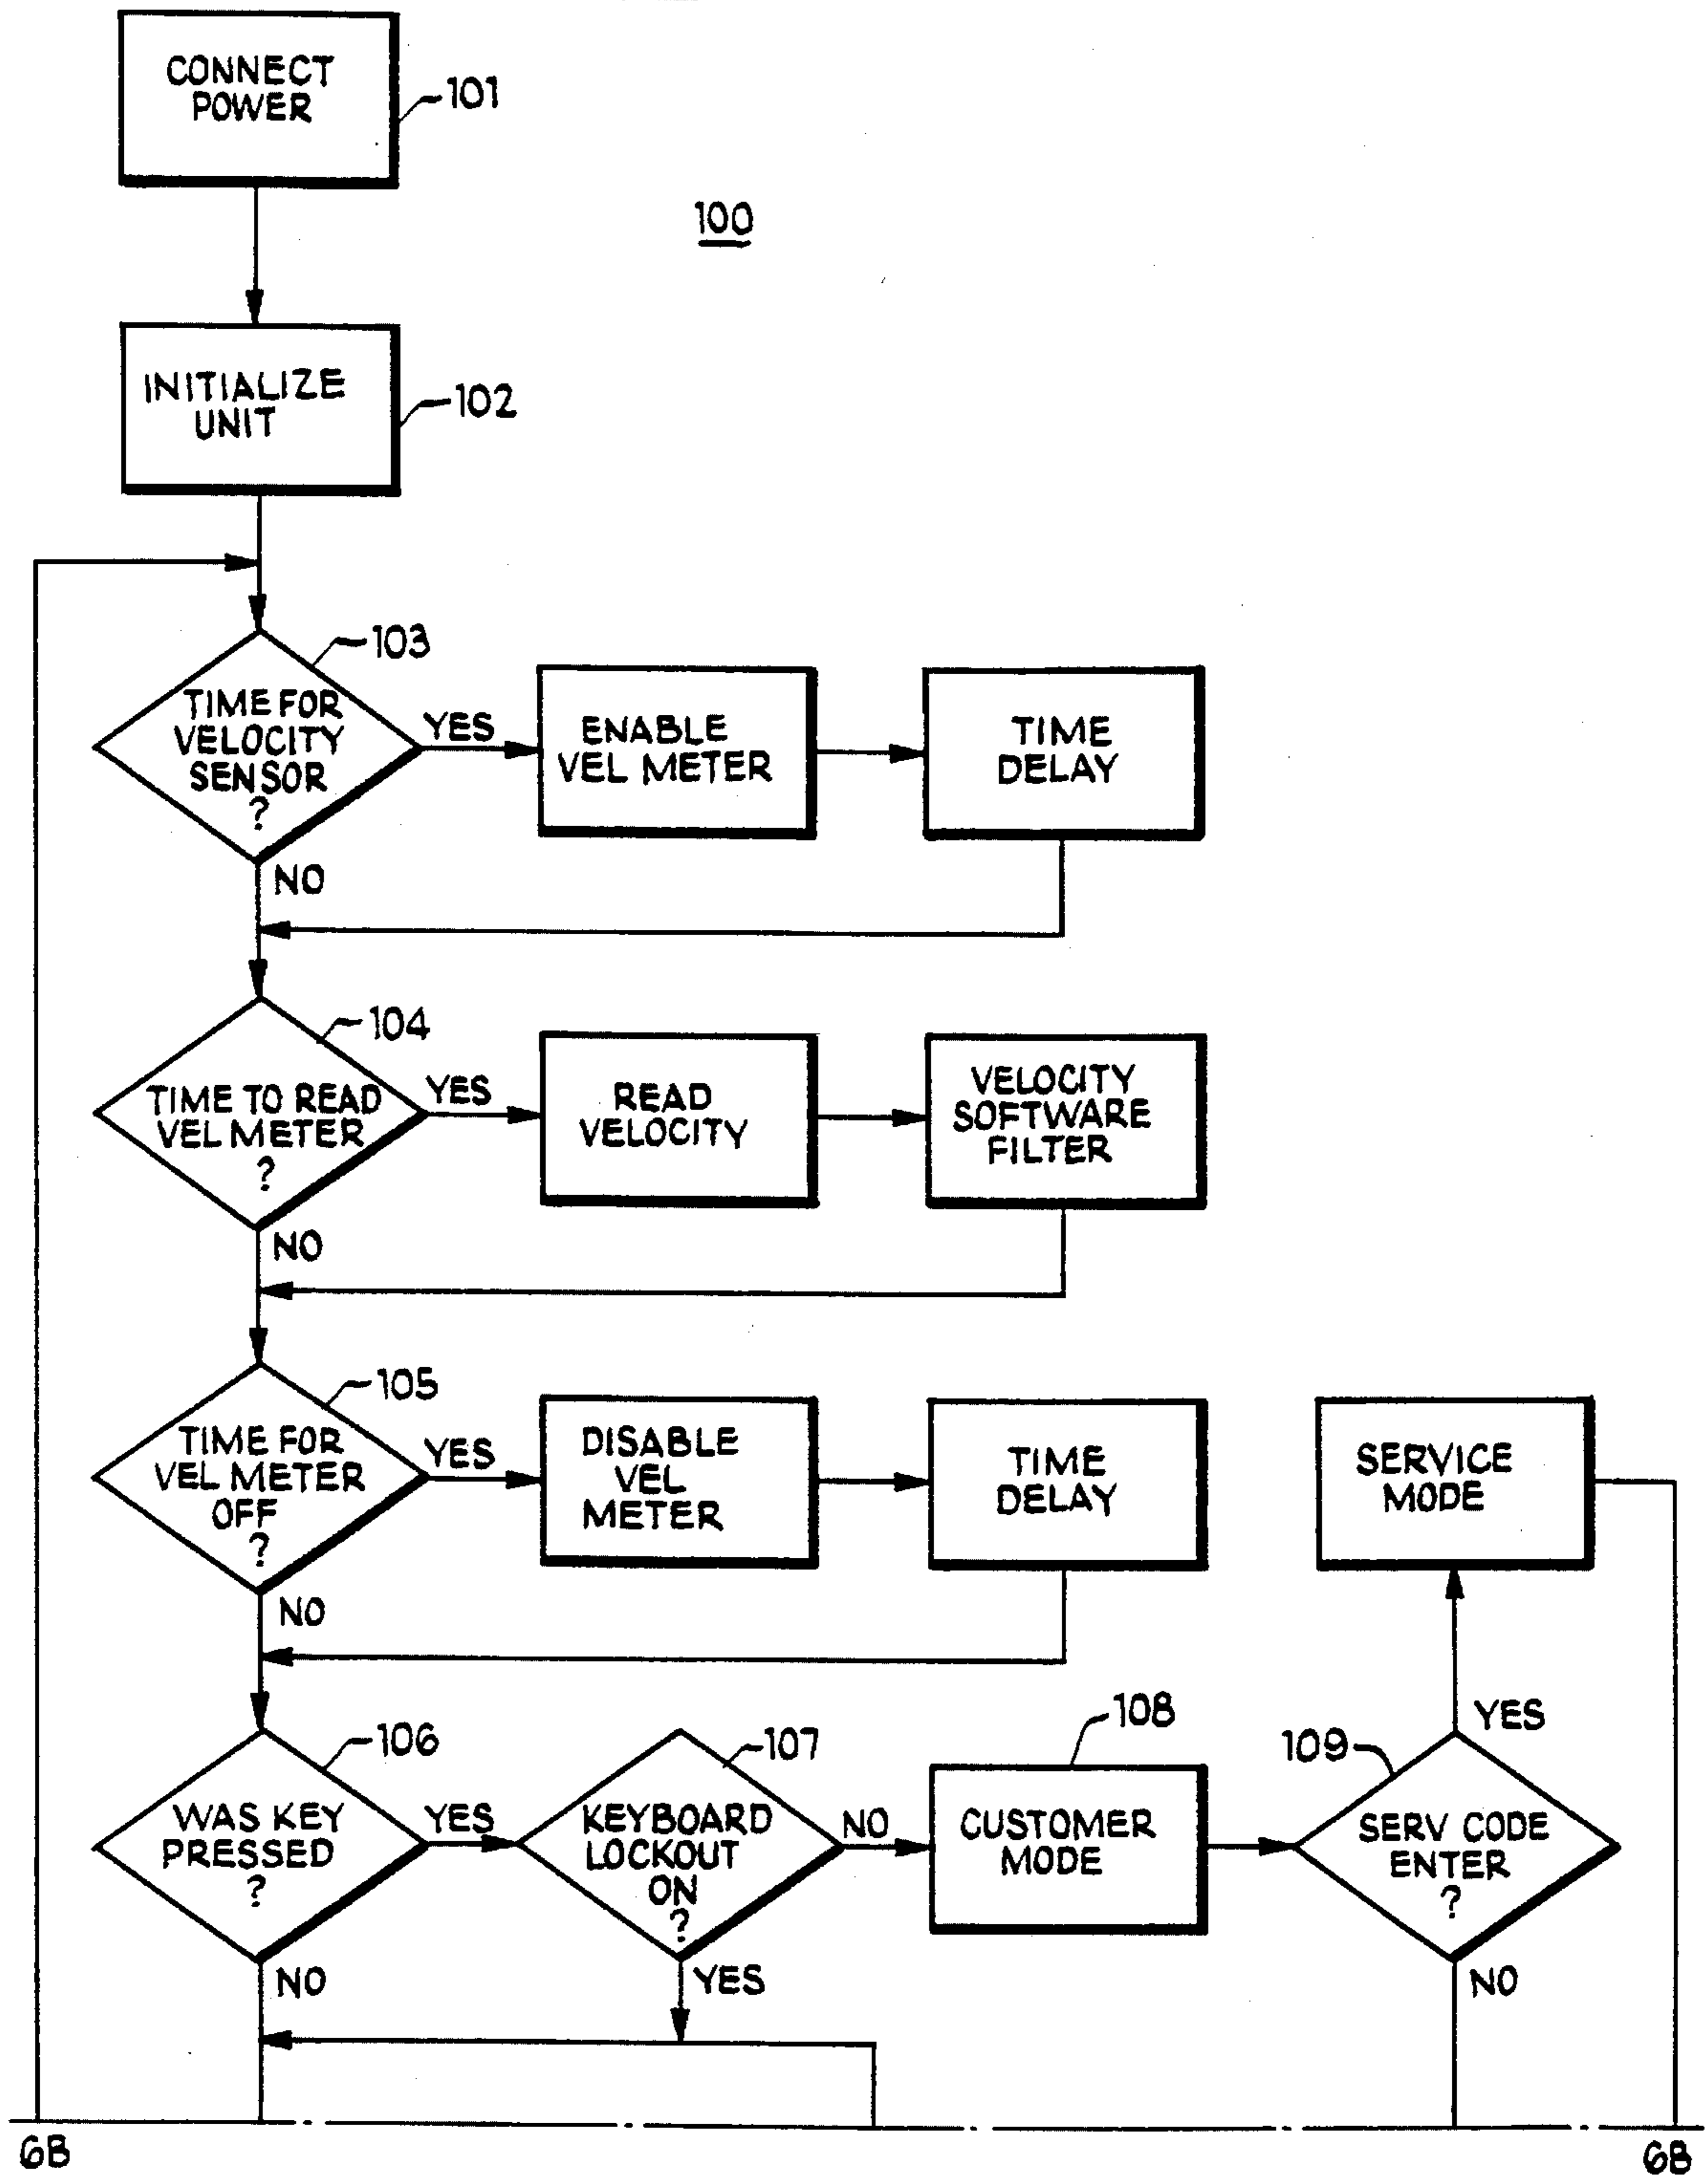 CONNECT
POWER
101
100
INITIALIZE
UNIT
102
103
TIME FOR
VELOCITY
SENSOR
?
YES
NO
ENABLE
VEL METER
TIME
DELAY
104
TIME TO READ
VEL METER
?
YES
NO
READ
VELOCITY
VELOCITY
SOFTWARE
FILTER
105
TIME FOR
VEL METER
OFF
?
YES
NO
DISABLE
VEL
METER
TIME
DELAY
SERVICE
MODE
106
WAS KEY
PRESSED
?
YES
NO
107
KEYBOARD
LOCKOUT
ON
?
NO
YES
108
CUSTOMER
MODE
109
SERV CODE
ENTER
?
YES
NO
6B
6B